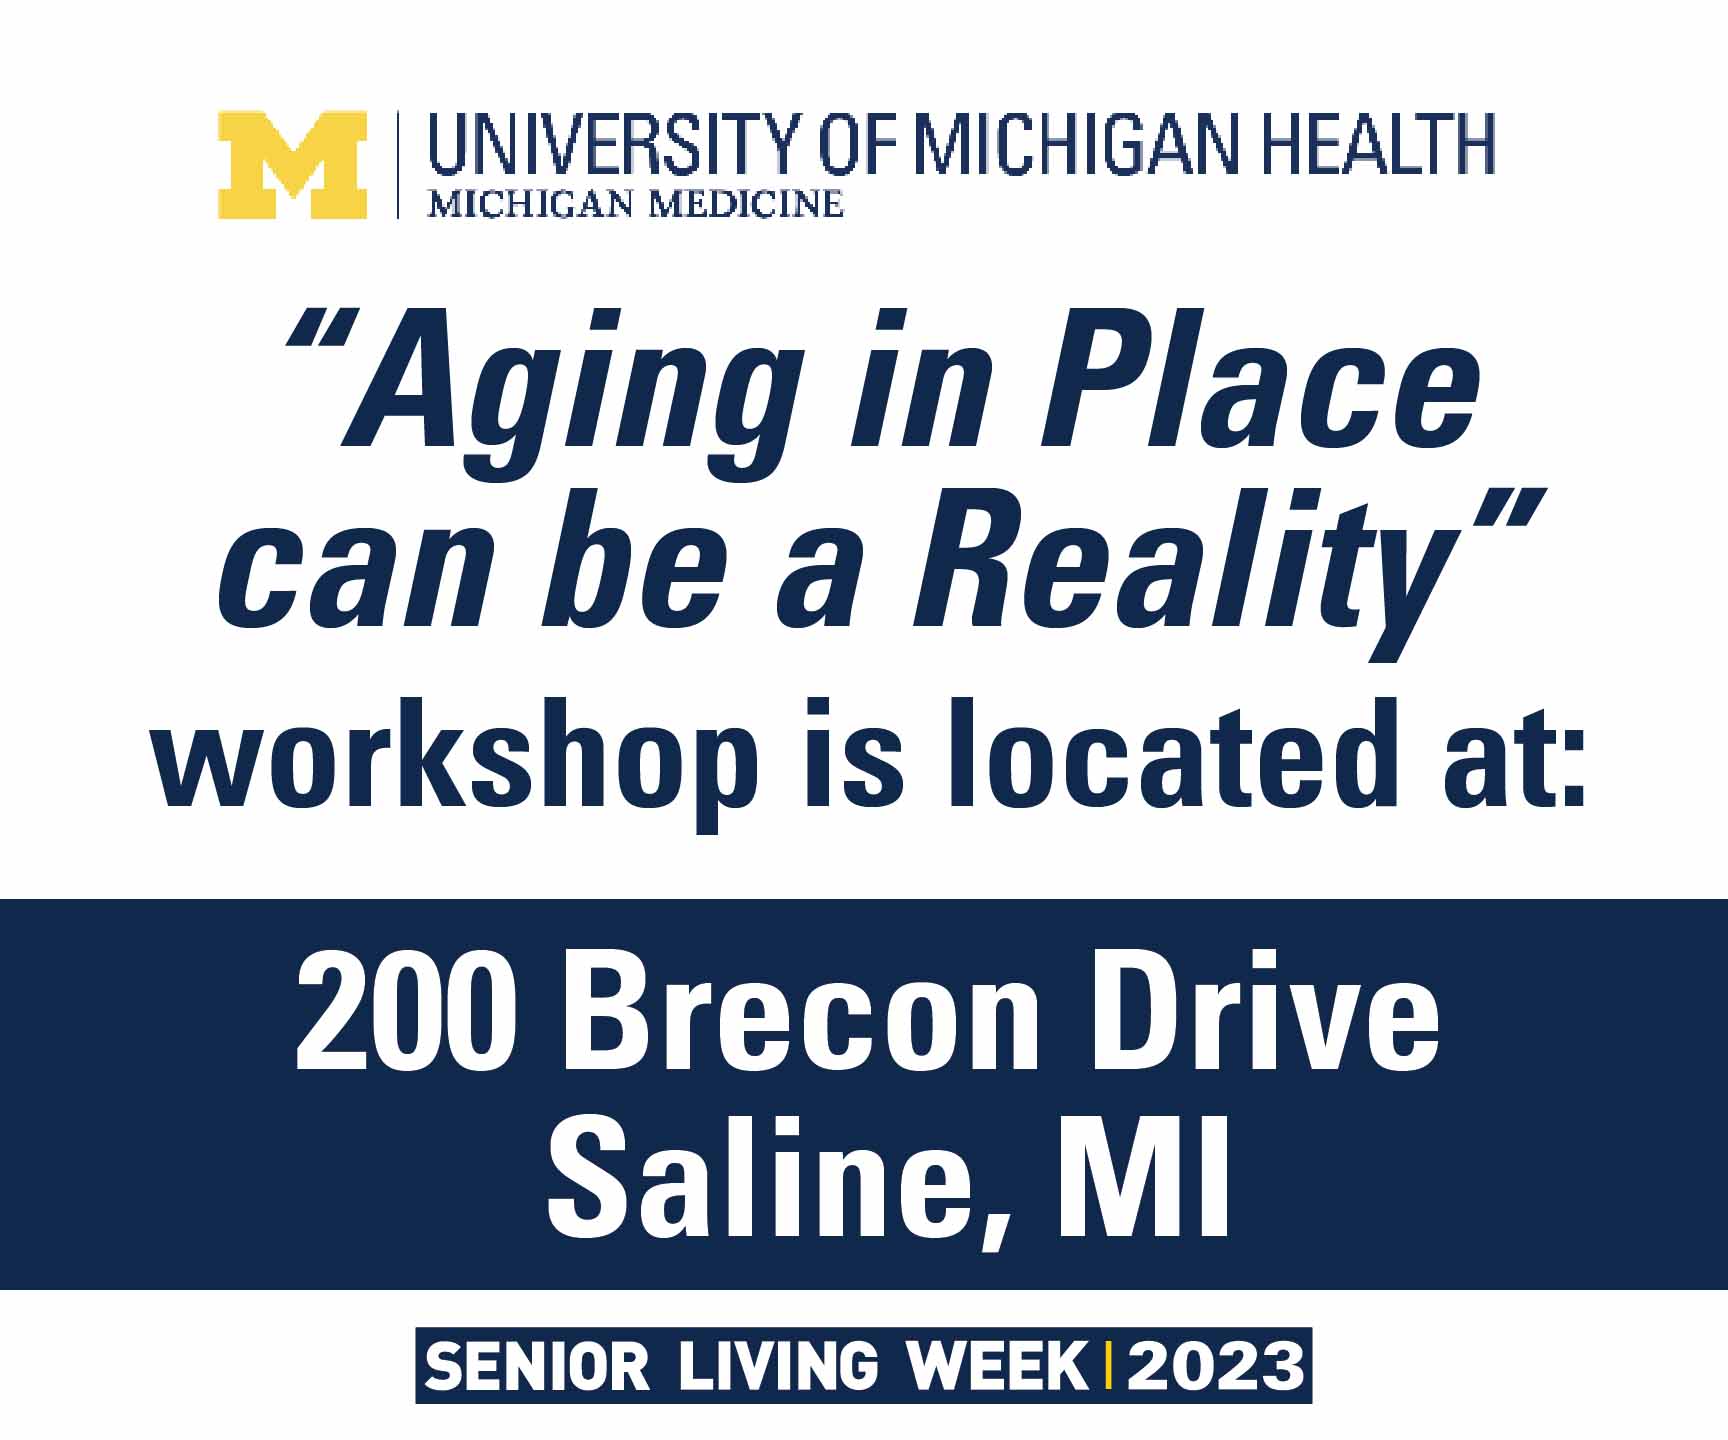 M
UNIVERSITY OF MICHIGAN HEALTH
MICHIGAN MEDICINE
“Aging in Place
can be a Reality”
workshop is located at:
200 Brecon Drive
Saline, MI
SENIOR LIVING WEEK | 2023